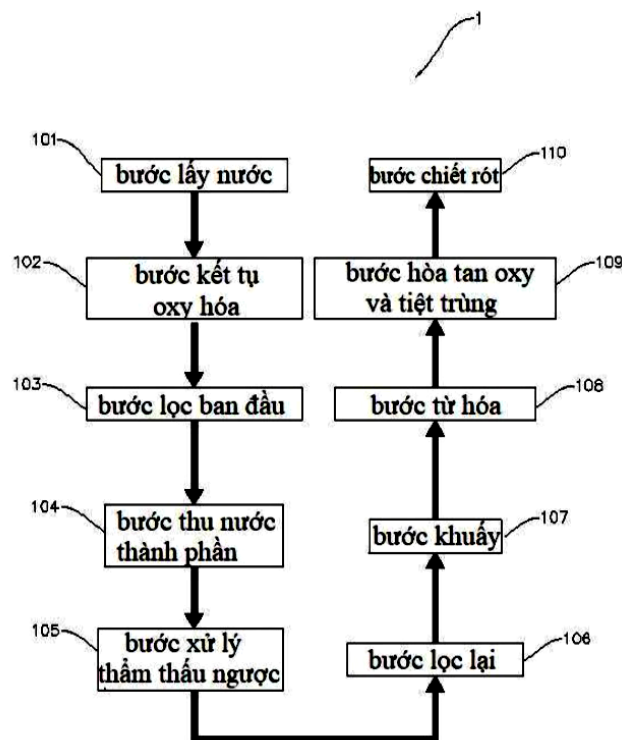 1
101
bước lấy nước
102
bước kết tụ
oxy hóa
103
bước lọc ban đầu
104
bước thu nước
thành phần
105
bước xử lý
thẩm thấu ngược
106
bước lọc lại
107
bước khuấy
108
bước từ hóa
109
bước hòa tan oxy
và tiệt trùng
110
bước chiết rót